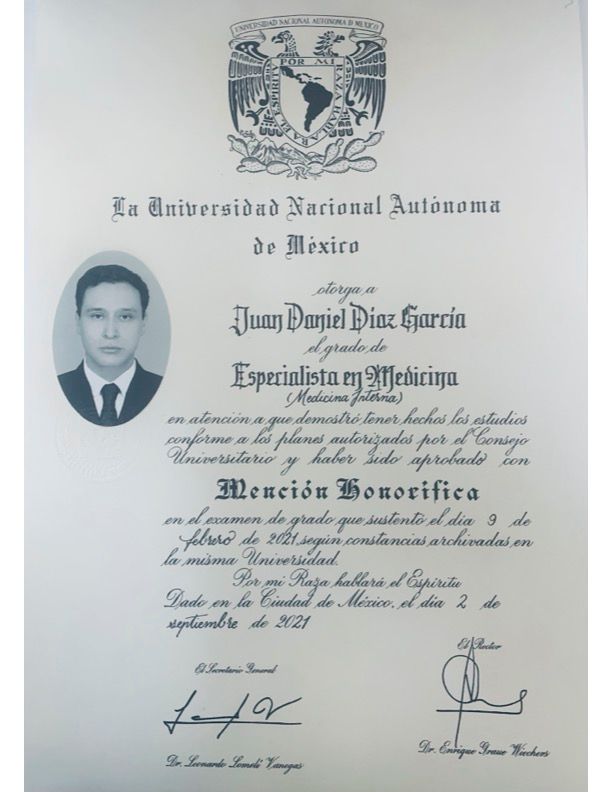 UNIVERSIDAD NACIONAL AUTÓNOMA D MÉXICO
POR MI RAZA HABLARA EL ESPIRITU
La Universidad Nacional Autónoma
de México
otorga a
Juan Daniel Díaz García
el grado de
Especialista en Medicina
(Medicina Interna)
en atención a que demostró tener hechos los estudios
conforme a los planes autorizados por el Consejo
Universitario y haber sido aprobado con
Mención Honorífica
en el examen de grado que sustentó el día 9 de
febrero de 2021, según constancias archivadas en
la misma Universidad.
Por mi Raza hablará el Espíritu
Dado en la Ciudad de México, el día 2 de
septiembre de 2021
El Secretario General
El Rector
Dr. Leonardo Lomelí Vanegas
Dr. Enrique Graue Wiechers